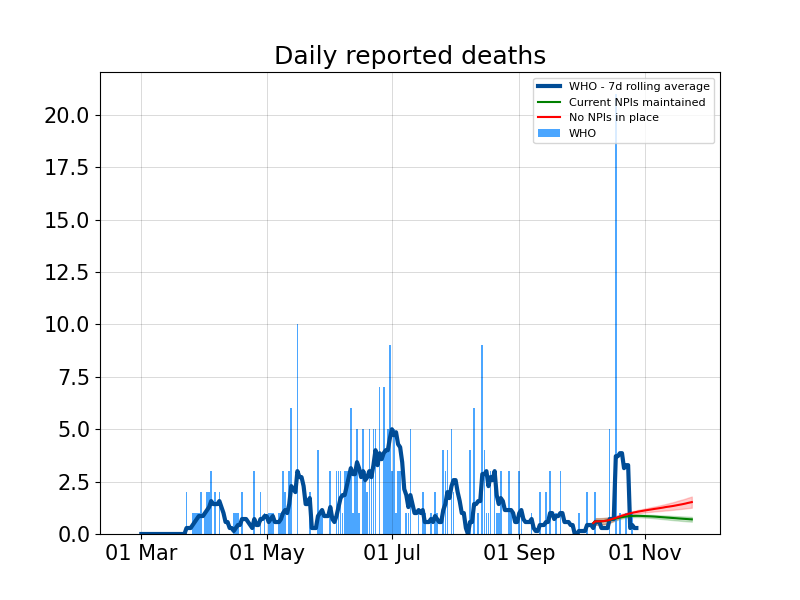 Daily reported deaths
WHO - 7d rolling average
Current NPIs maintained
No NPIs in place
WHO
20.0
17.5
15.0
12.5
10.0
7.5
5.0
2.5
0.0
01 Mar 01 May 01 Jul 01 Sep 01 Nov